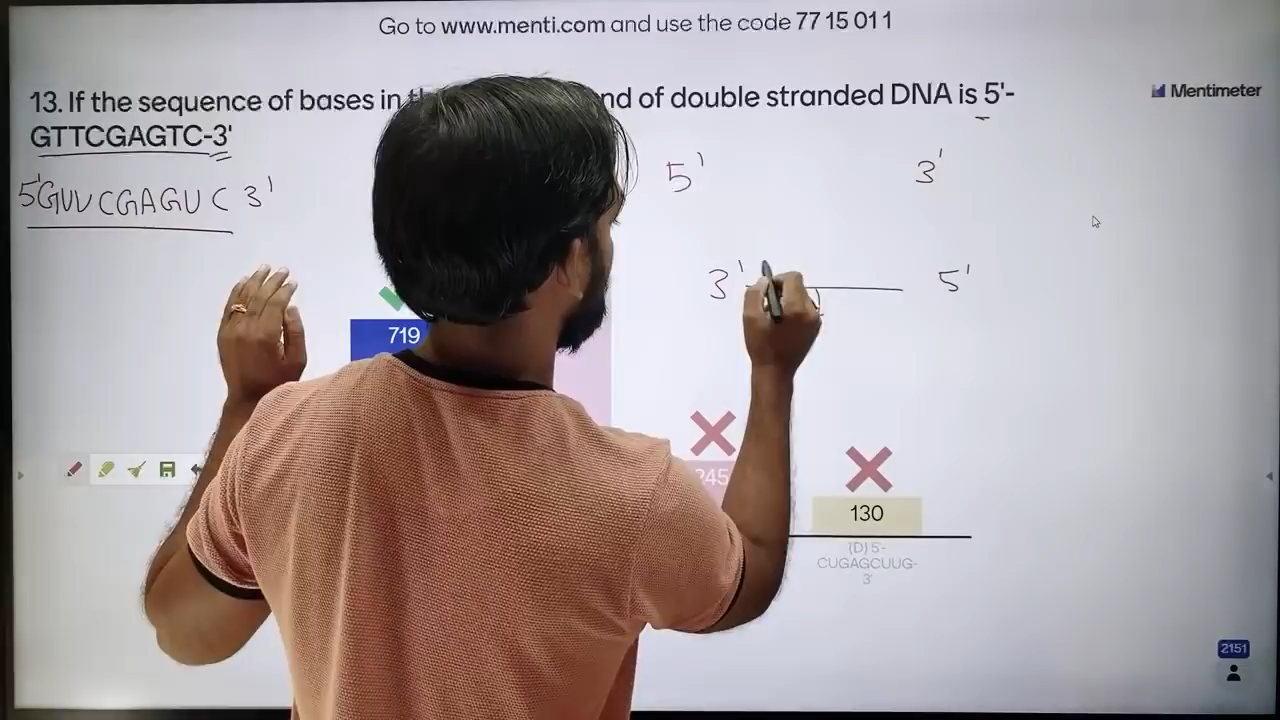 Go to www.menti.com and use the code 77 15 01 1
13. If the sequence of bases in nd of double stranded DNA is 5'-
GTTCGAGTC-3'
Mentimeter
5'GUUCGAGUC 3'
5' 3'
3' 5'
719
245
130
(D) 5-
CUGAGCUUG-
3'
2151